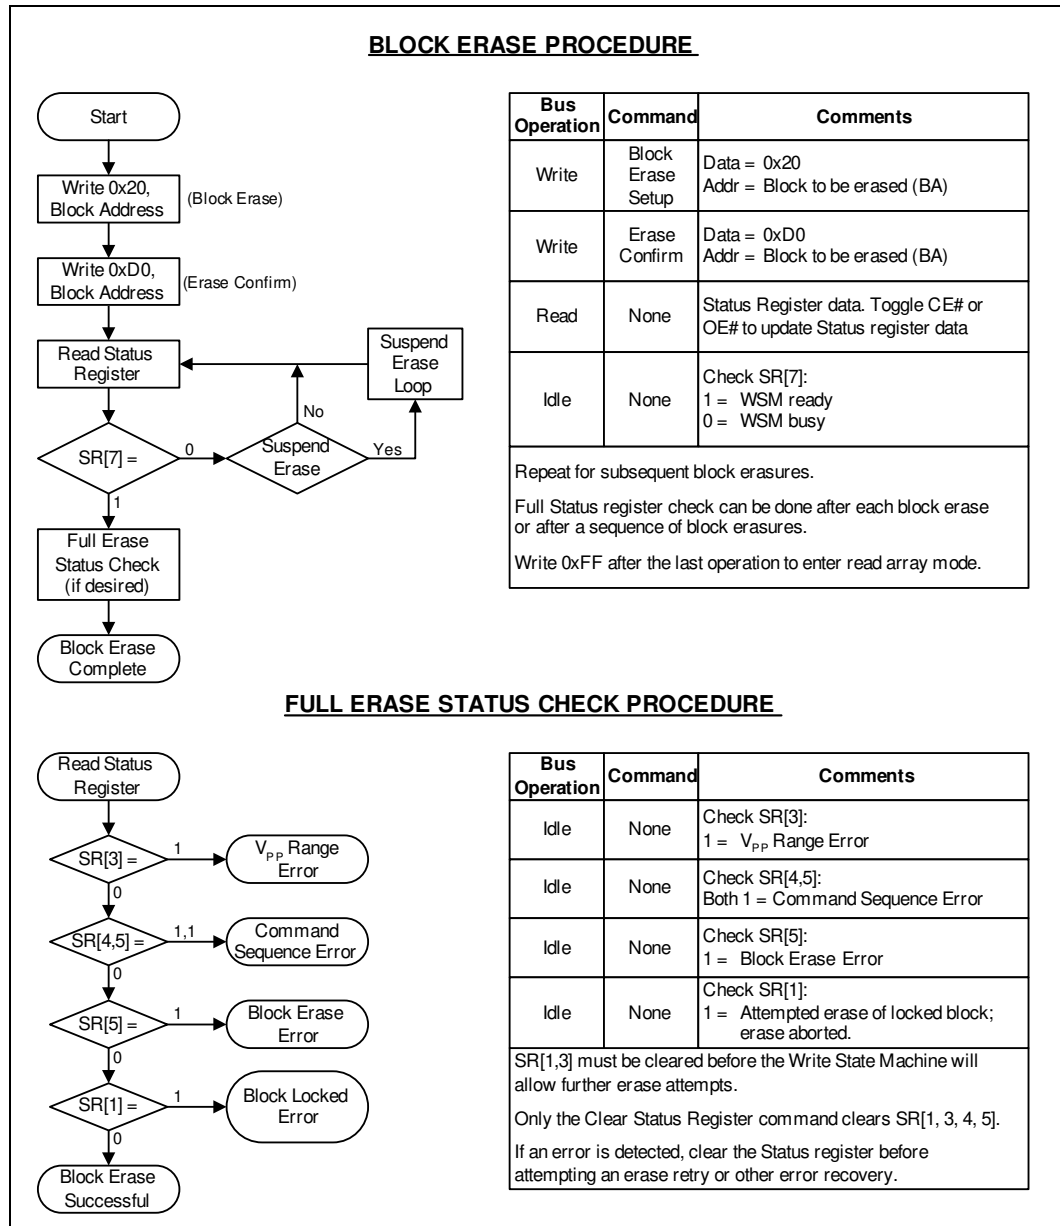 BLOCK ERASE PROCEDURE
Start
Write 0x20,
Block Address
(Block Erase)
Write 0xD0,
Block Address
(Erase Confirm)
Read Status
Register
Suspend
Erase
Loop
No
SR[7] =
0
Suspend
Erase
Yes
1
Full Erase
Status Check
(if desired)
Block Erase
Complete
Bus
Operation
Command
Comments
Write
Block
Erase
Setup
Data = 0x20
Addr = Block to be erased (BA)
Write
Erase
Confirm
Data = 0xD0
Addr = Block to be erased (BA)
Read
None
Status Register data. Toggle CE# or
OE# to update Status register data
Idle
None
Check SR[7]:
1 = WSM ready
0 = WSM busy
Repeat for subsequent block erasures.
Full Status register check can be done after each block erase
or after a sequence of block erasures.
Write 0xFF after the last operation to enter read array mode.
FULL ERASE STATUS CHECK PROCEDURE
Read Status
Register
SR[3] =
1
VPP Range
Error
0
SR[4,5] =
1,1
Command
Sequence Error
0
SR[5] =
1
Block Erase
Error
0
SR[1] =
1
Block Locked
Error
0
Block Erase
Successful
Bus
Operation
Command
Comments
Idle
None
Check SR[3]:
1 = VPP Range Error
Idle
None
Check SR[4,5]:
Both 1 = Command Sequence Error
Idle
None
Check SR[5]:
1 = Block Erase Error
Idle
None
Check SR[1]:
1 = Attempted erase of locked block;
erase aborted.
SR[1,3] must be cleared before the Write State Machine will
allow further erase attempts.
Only the Clear Status Register command clears SR[1, 3, 4, 5].
If an error is detected, clear the Status register before
attempting an erase retry or other error recovery.